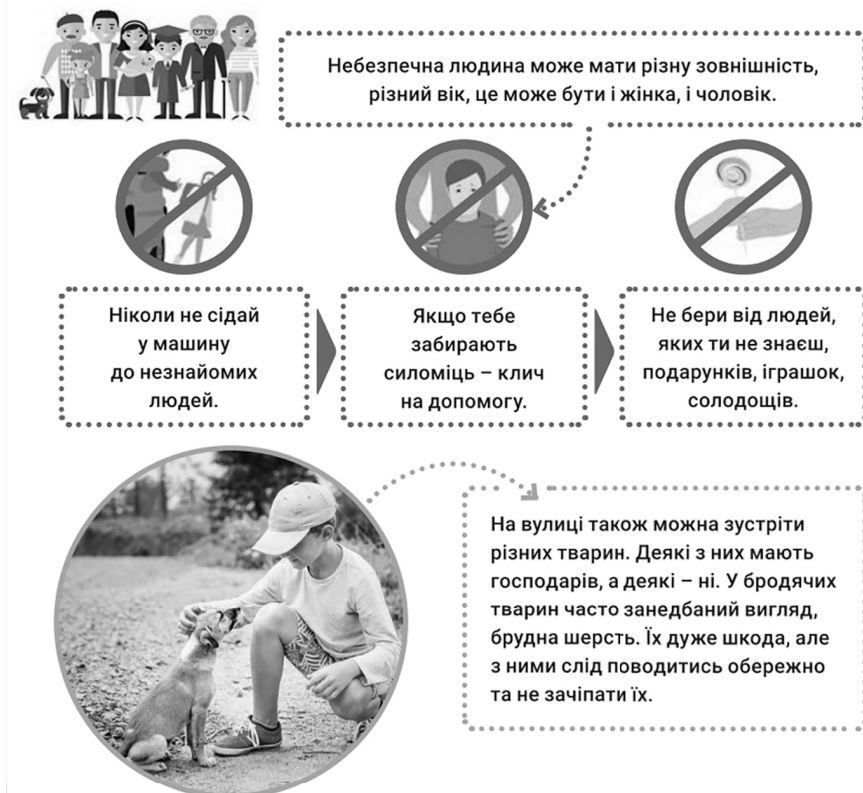 Небезпечна людина може мати різну зовнішність,
різний вік, це може бути і жінка, і чоловік.
Ніколи не сідай
у машину
до незнайомих
людей.
Якщо тебе
забирають
силоміць – клич
на допомогу.
Не бери від людей,
яких ти не знаєш,
подарунків, іграшок,
солодощів.
На вулиці також можна зустріти
різних тварин. Деякі з них мають
господарів, а деякі – ні. У бродячих
тварин часто занедбаний вигляд,
брудна шерсть. Їх дуже шкода, але
з ними слід поводитись обережно
та не зачіпати їх.